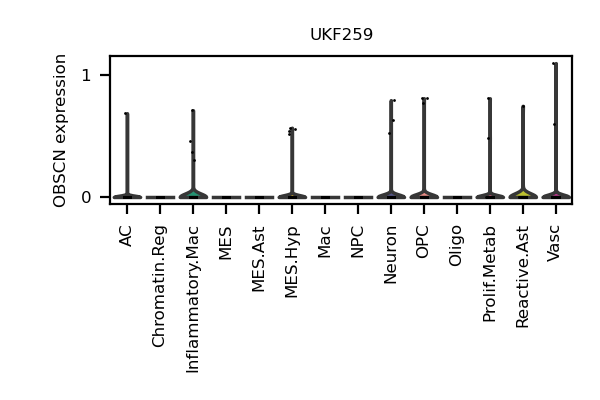 UKF259
OBSCN expression
1
0
AC
Chromatin.Reg
Inflammatory.Mac
MES
MES.Ast
MES.Hyp
Mac
NPC
Neuron
OPC
Oligo
Prolif.Metab
Reactive.Ast
Vasc